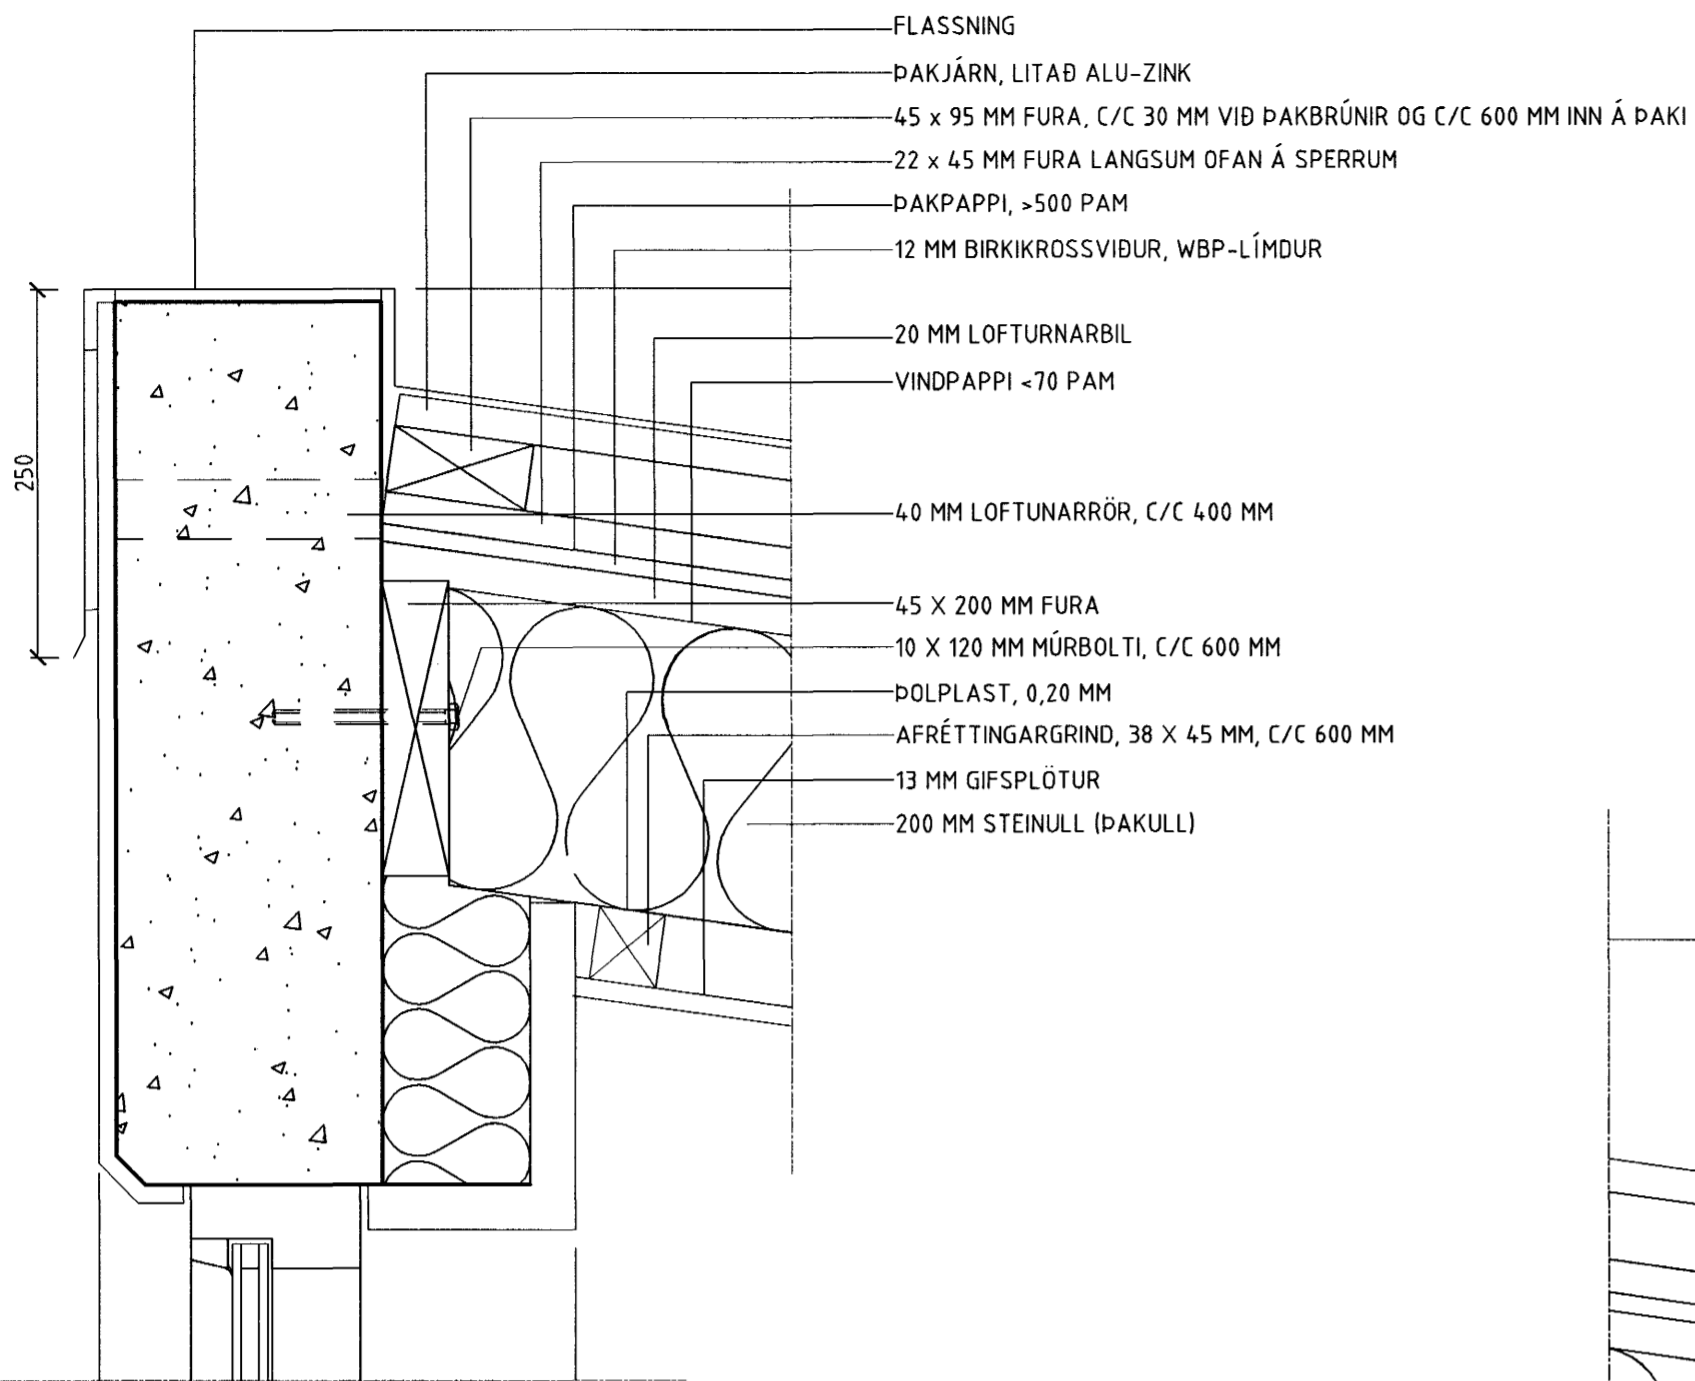 FLASSNING
ÞAKJÁRN, LITAÐ ALU-ZINK
45 x 95 MM FURA, C/C 30 MM VIÐ ÞAKBRÚNIR OG C/C 600 MM INN Á ÞAKI
22 x 45 MM FURA LANGSUM OFAN Á SPERRUM
ÞAKPAPPI, >500 PAM
12 MM BIRKIKROSSVIÐUR, WBP-LÍMDUR
20 MM LOFTURNARBIL
VINDPAPPI <70 PAM
250
40 MM LOFTUNARRÖR, C/C 400 MM
45 X 200 MM FURA
10 X 120 MM MÚRBOLTI, C/C 600 MM
ÞOLPLAST, 0,20 MM
AFRÉTTINGARGRIND, 38 X 45 MM, C/C 600 MM
13 MM GIFSPLÖTUR
200 MM STEINULL (ÞAKULL)